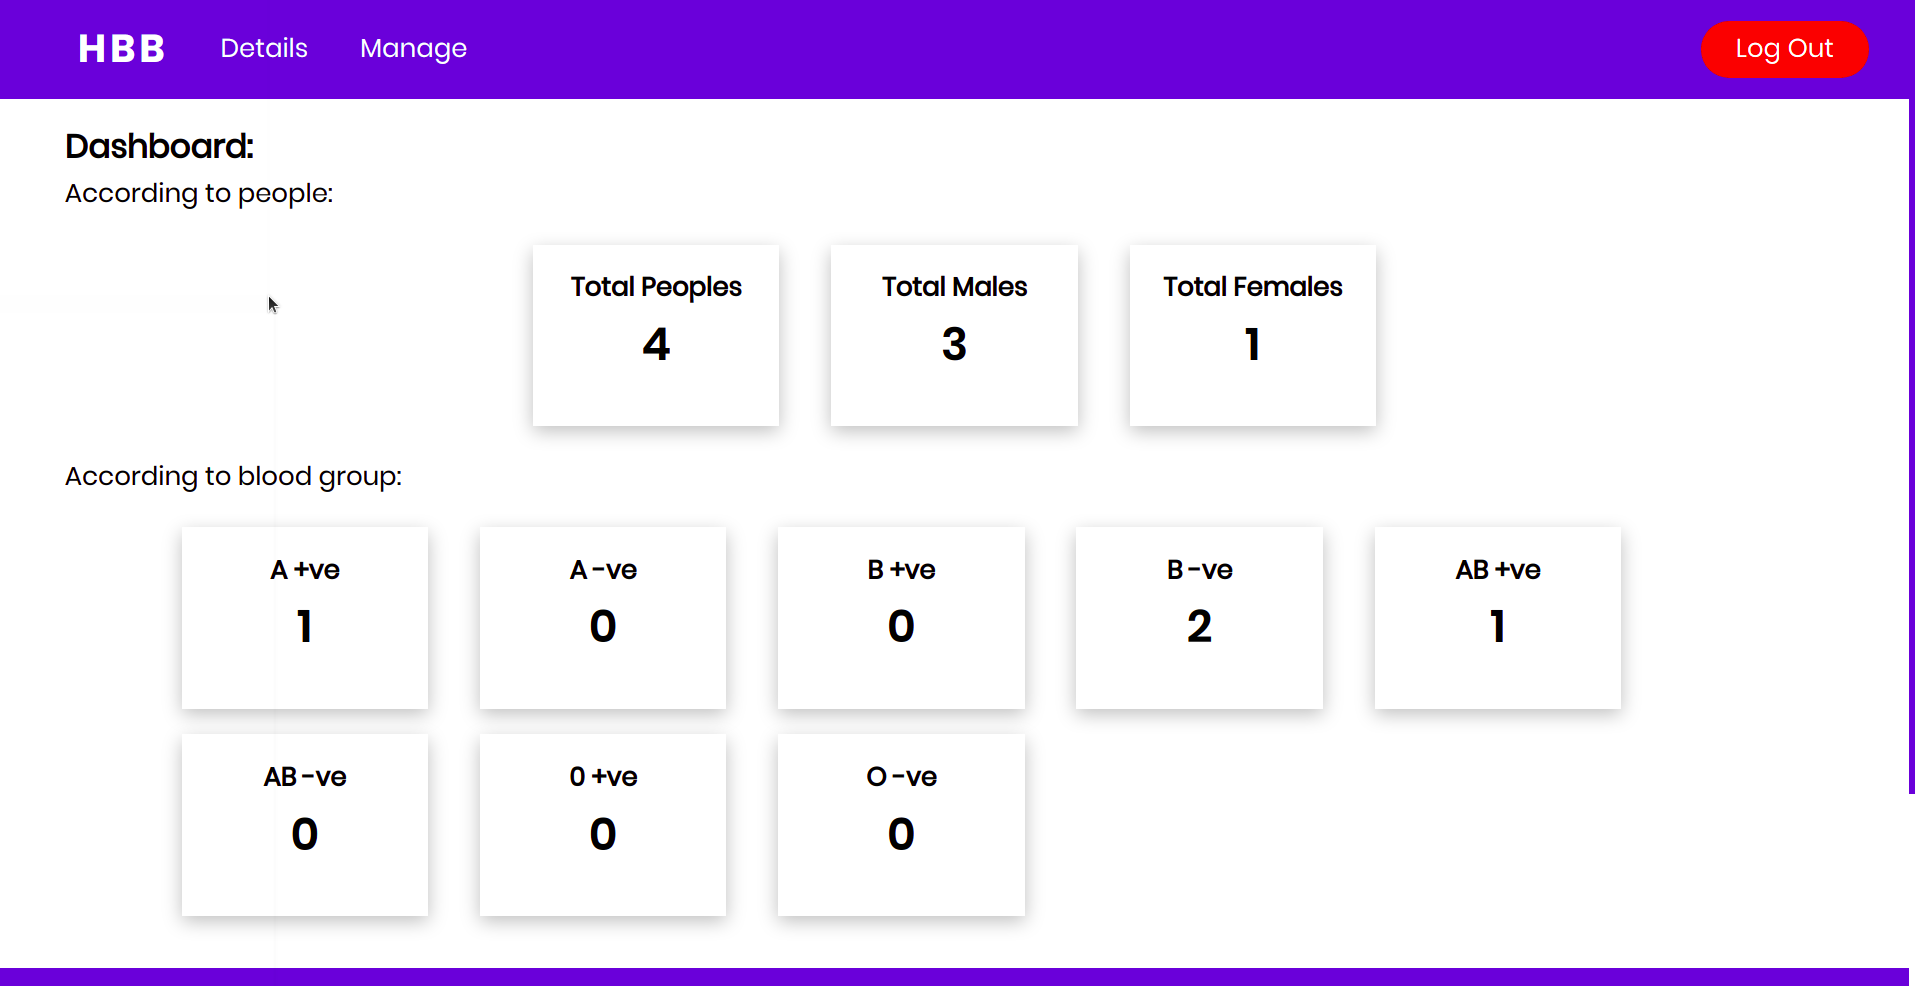 HBB Details Manage Log Out
Dashboard:
According to people:
Total Peoples Total Males Total Females
4 3 1
According to blood group:
A +ve A -ve B +ve B -ve AB +ve
1 0 0 2 1
AB -ve 0 +ve O -ve
0 0 0